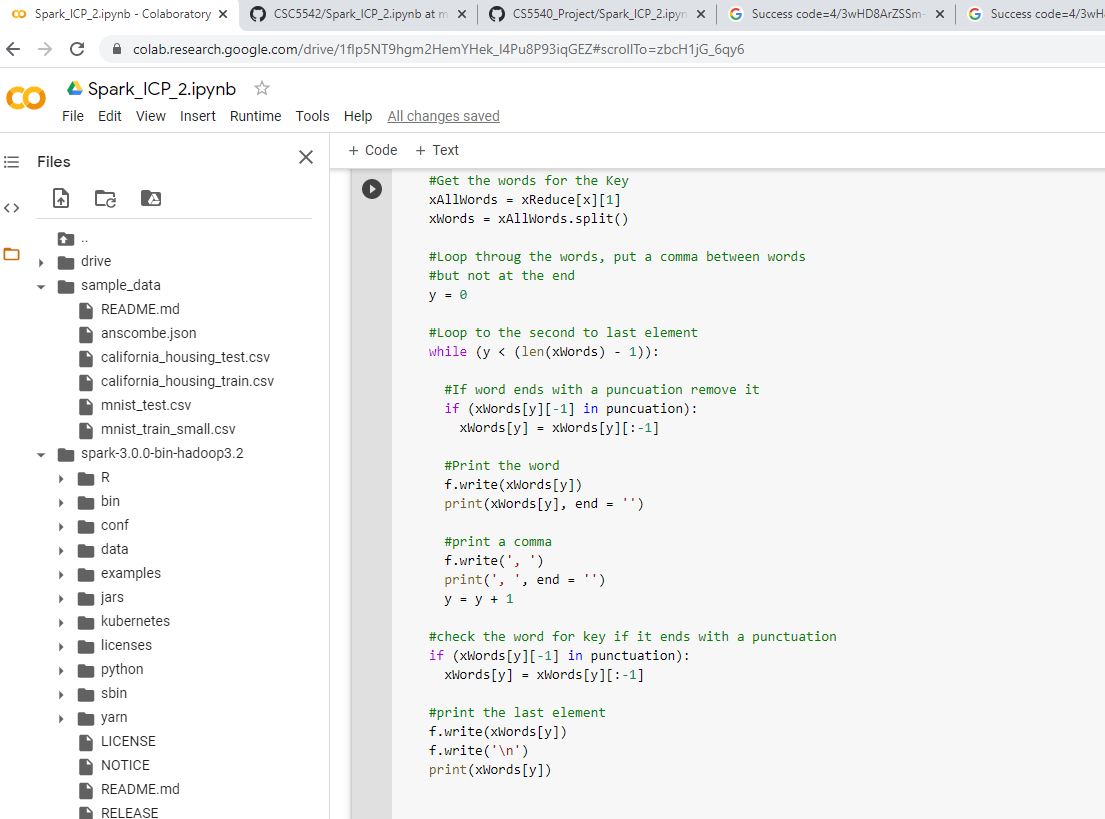 Spark_ICP_2.ipynb - Colaboratory
CSC5542/Spark_ICP_2.ipynb at m
CS5540_Project/Spark_ICP_2.ipyn
Success code=4/3wHD8ArZSSm-
Success code=4/3wH
colab.research.google.com/drive/1fIp5NT9hgm2HemYHek_l4Pu8P93iqGEZ#scrollTo=zbcH1jG_6qy6
Spark_ICP_2.ipynb
File Edit View Insert Runtime Tools Help All changes saved
Files
+ Code + Text
..
drive
sample_data
README.md
anscombe.json
california_housing_test.csv
california_housing_train.csv
mnist_test.csv
mnist_train_small.csv
spark-3.0.0-bin-hadoop3.2
R
bin
conf
data
examples
jars
kubernetes
licenses
python
sbin
yarn
LICENSE
NOTICE
README.md
RELEASE
#Get the words for the Key
xAllWords = xReduce[x][1]
xWords = xAllWords.split()
#Loop throug the words, put a comma between words
#but not at the end
y = 0
#Loop to the second to last element
while (y < (len(xWords) - 1)):
#If word ends with a puncuation remove it
if (xWords[y][-1] in puncuation):
xWords[y] = xWords[y][:-1]
#Print the word
f.write(xWords[y])
print(xWords[y], end = '')
#print a comma
f.write(', ')
print(', ', end = '')
y = y + 1
#check the word for key if it ends with a punctuation
if (xWords[y][-1] in punctuation):
xWords[y] = xWords[y][:-1]
#print the last element
f.write(xWords[y])
f.write('\n')
print(xWords[y])